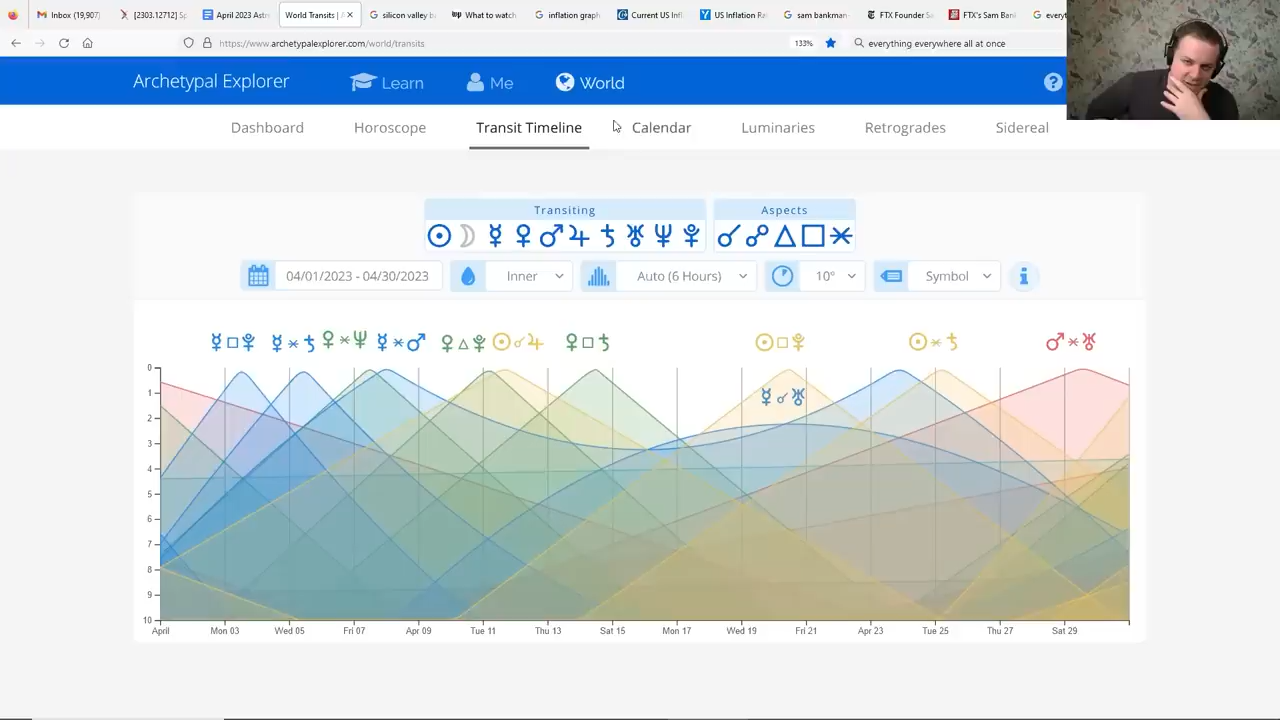 Inbox (19,907)
[2303.12712] Sp
April 2023 Astr
World Transits | A
silicon valley b
What to watch
inflation graph
Current US Infl
US Inflation Ra
sam bankman-
FTX Founder Sa
FTX's Sam Bank
everyt
https://www.archetypalexplorer.com/world/transits
133%
everything everywhere all at once
Archetypal Explorer
Learn
Me
World
Dashboard
Horoscope
Transit Timeline
Calendar
Luminaries
Retrogrades
Sidereal
Transiting
Aspects
☉ ☽ ☿ ♀ ♂ ♃ ♄ ♅ ♆ ⯓
☌ ☍ △ □ ⚹
04/01/2023 - 04/30/2023
Inner
Auto (6 Hours)
10°
Symbol
i
☿□⯓ ☿⚹♄ ♀⚹♆ ☿⚹♂ ♀△⯓ ☉☌♃ ♀□♄ ☉□⯓ ☉⚹♄ ♂⚹♅
☿☌♅
0
1
2
3
4
5
6
7
8
9
10
April Mon 03 Wed 05 Fri 07 Apr 09 Tue 11 Thu 13 Sat 15 Mon 17 Wed 19 Fri 21 Apr 23 Tue 25 Thu 27 Sat 29